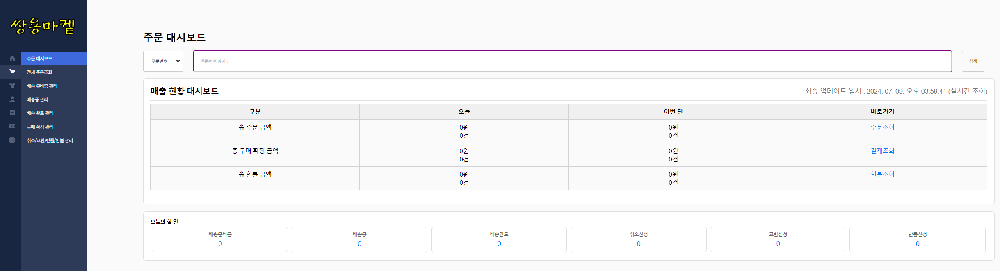 쌍용마켙
주문 대시보드
전체 주문조회
배송 준비중 관리
배송중 관리
배송 완료 관리
구매 확정 관리
취소/교환/반품/환불 관리
주문 대시보드
주문번호
주문번호 예시 :
검색
매출 현황 대시보드
최종 업데이트 일시 : 2024. 07. 09. 오후 03:59:41 (실시간 조회)
구분 오늘 이번 달 바로가기
총 주문 금액 0원 0원 주문조회
0건 0건
총 구매 확정 금액 0원 0원 결제조회
0건 0건
총 환불 금액 0원 0원 환불조회
0건 0건
오늘의 할 일
배송준비중 배송중 배송완료 취소신청 교환신청 반품신청
0 0 0 0 0 0